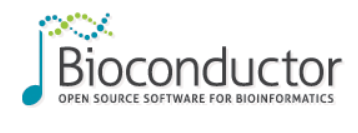 Bioconductor
OPEN SOURCE SOFTWARE FOR BIOINFORMATICS